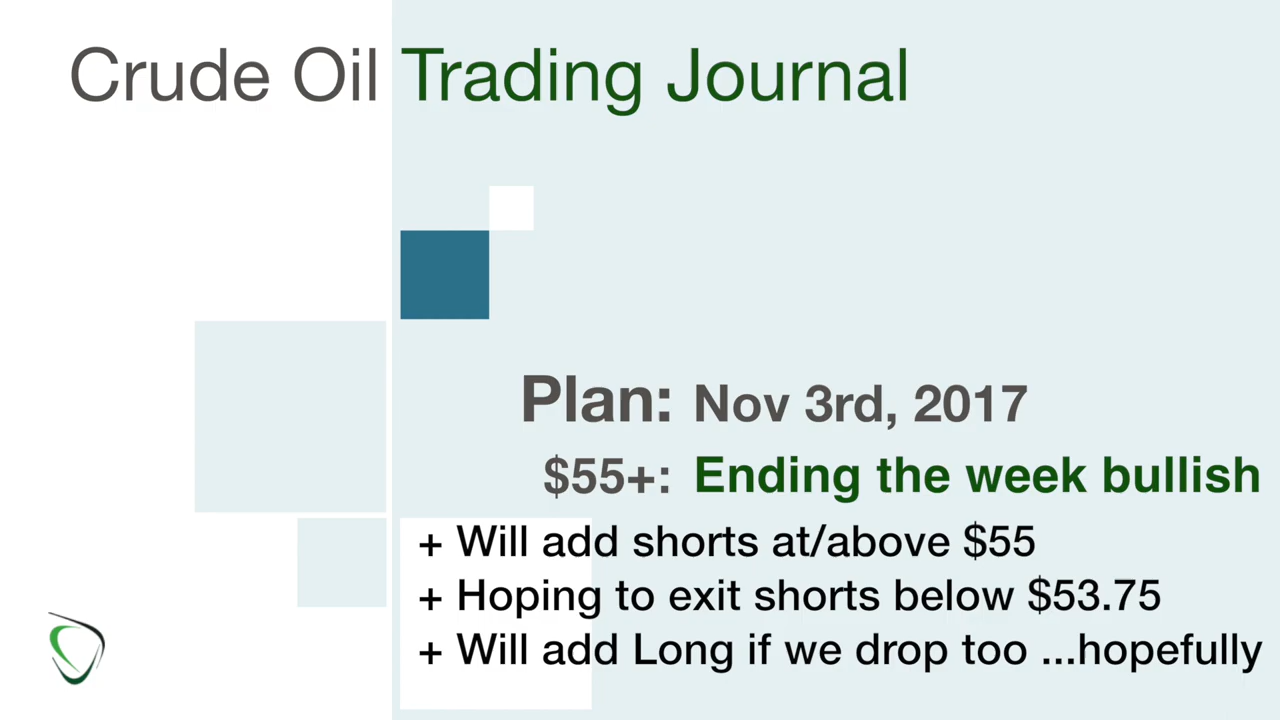 Crude Oil Trading Journal
Plan: Nov 3rd, 2017
$55+: Ending the week bullish
+ Will add shorts at/above $55
+ Hoping to exit shorts below $53.75
+ Will add Long if we drop too ...hopefully